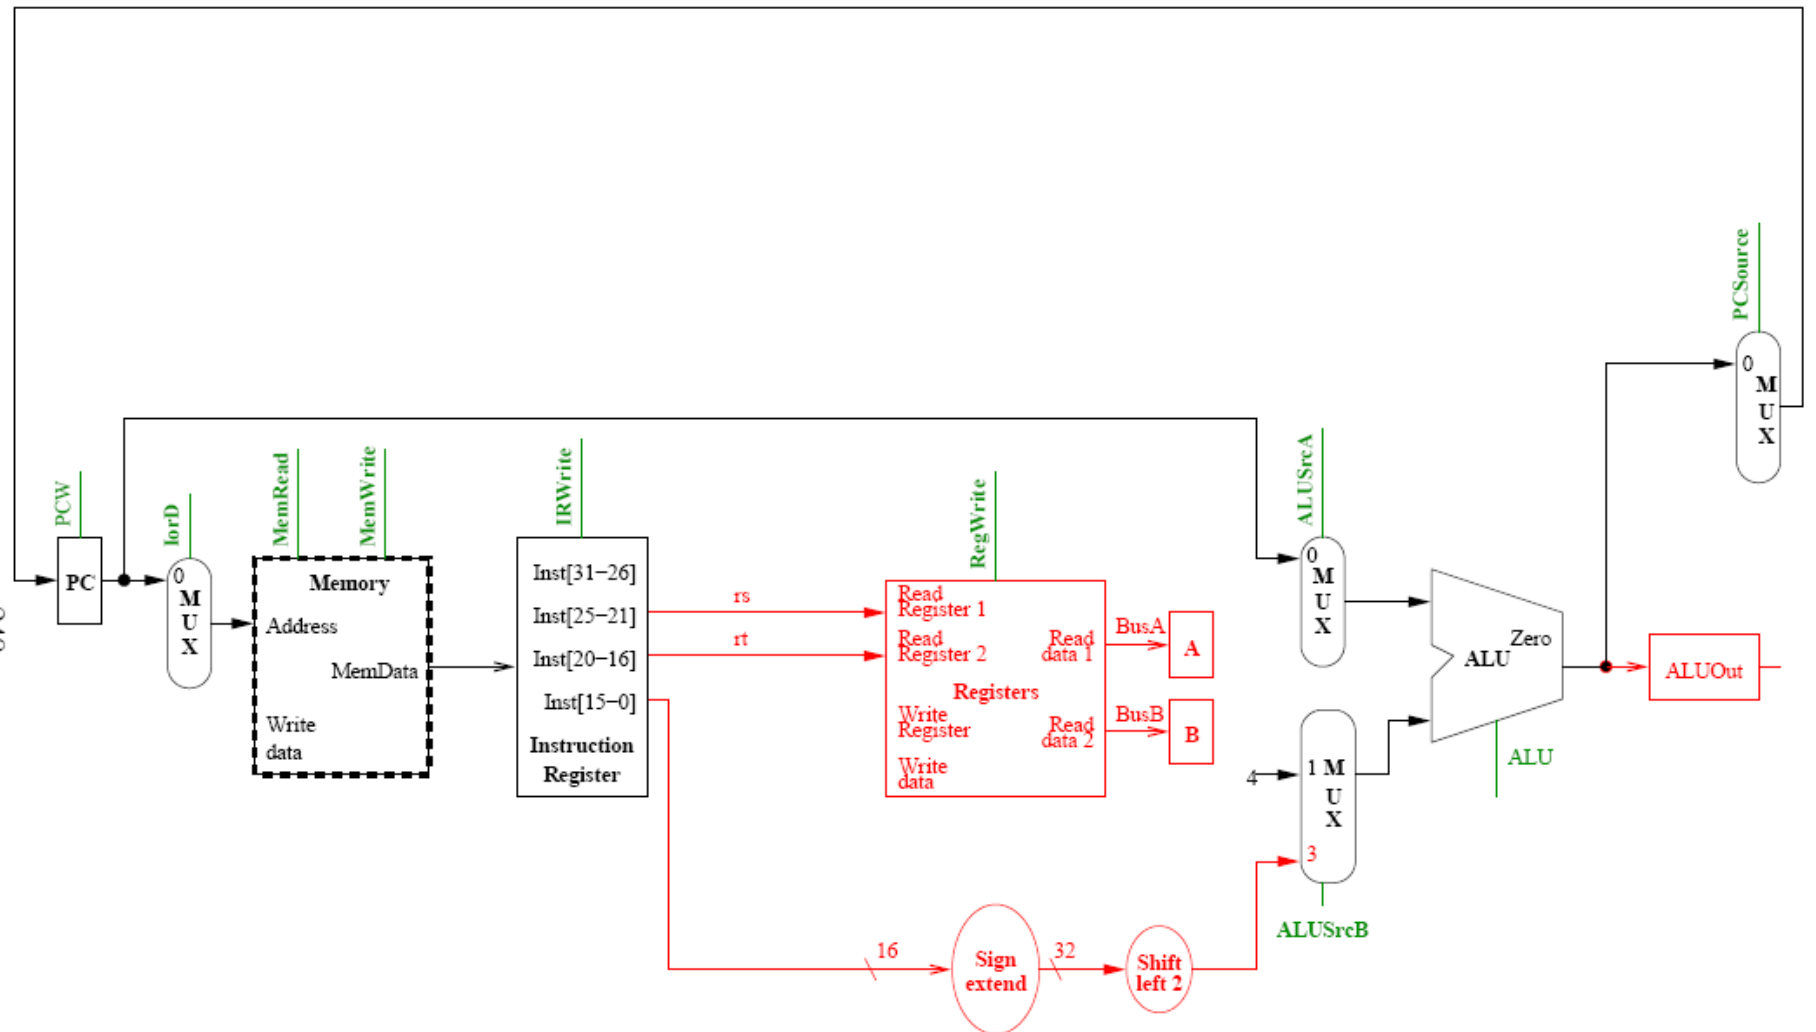 PCSource
0
M
U
X
PCW
IorD
MemRead
MemWrite
IRWrite
RegWrite
ALUSrcA
PC
0
M
U
X
Memory
Address
MemData
Write
data
Inst[31−26]
Inst[25−21]
Inst[20−16]
Inst[15−0]
Instruction
Register
rs
rt
Read
Register 1
Read
Register 2
Read
data 1
Registers
Write
Register
Read
data 2
Write
data
BusA
A
BusB
B
0
M
U
X
4
1 M
U
X
3
ALUSrcB
Zero
ALU
ALU
ALUOut
16
Sign
extend
32
Shift
left 2